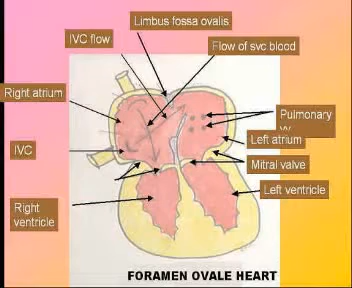 Limbus fossa ovalis
IVC flow
Flow of svc blood
Right atrium
Pulmonary
Left atrium
IVC
Mitral valve
Left ventricle
Right
ventricle
FORAMEN OVALE HEART